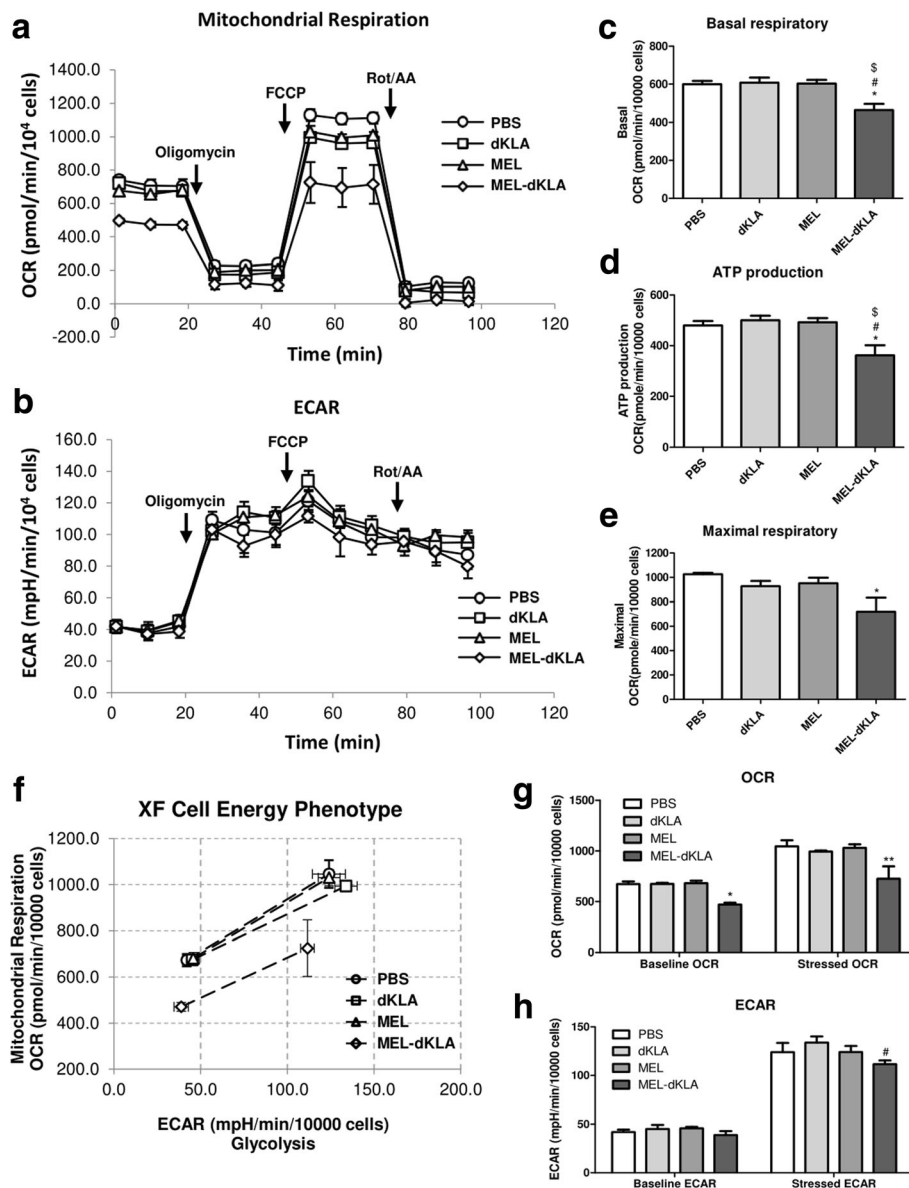 a
Mitochondrial Respiration
1400.0
1200.0
1000.0
800.0
600.0
400.0
200.0
0.0
-200.0
OCR (pmol/min/10⁴ cells)
Oligomycin
FCCP
Rot/AA
PBS
dKLA
MEL
MEL-dKLA
0 20 40 60 80 100 120
Time (min)
b
ECAR
160.0
140.0
120.0
100.0
80.0
60.0
40.0
20.0
0.0
ECAR (mpH/min/10⁴ cells)
Oligomycin
FCCP
Rot/AA
PBS
dKLA
MEL
MEL-dKLA
0 20 40 60 80 100 120
Time (min)
c
Basal respiratory
Basal
OCR (pmol/min/10000 cells)
800
600
400
200
0
$
#
*
PBS dKLA MEL MEL-dKLA
d
ATP production
ATP production
OCR(pmole/min/10000 cells)
600
400
200
0
$
#
*
PBS dKLA MEL MEL-dKLA
e
Maximal respiratory
Maximal
OCR(pmole/min/10000 cells)
1200
1000
800
600
400
200
0
*
PBS dKLA MEL MEL-dKLA
f
XF Cell Energy Phenotype
Mitochondrial Respiration
OCR (pmol/min/10000 cells)
1200.0
1000.0
800.0
600.0
400.0
200.0
PBS
dKLA
MEL
MEL-dKLA
0.0 50.0 100.0 150.0 200.0
ECAR (mpH/min/10000 cells)
Glycolysis
g
OCR
OCR (pmol/min/10000 cells)
1500
1000
500
0
PBS
dKLA
MEL
MEL-dKLA
*
**
Baseline OCR Stressed OCR
h
ECAR
ECAR (mpH/min/10000 cells)
150
100
50
0
PBS
dKLA
MEL
MEL-dKLA
#
Baseline ECAR Stressed ECAR